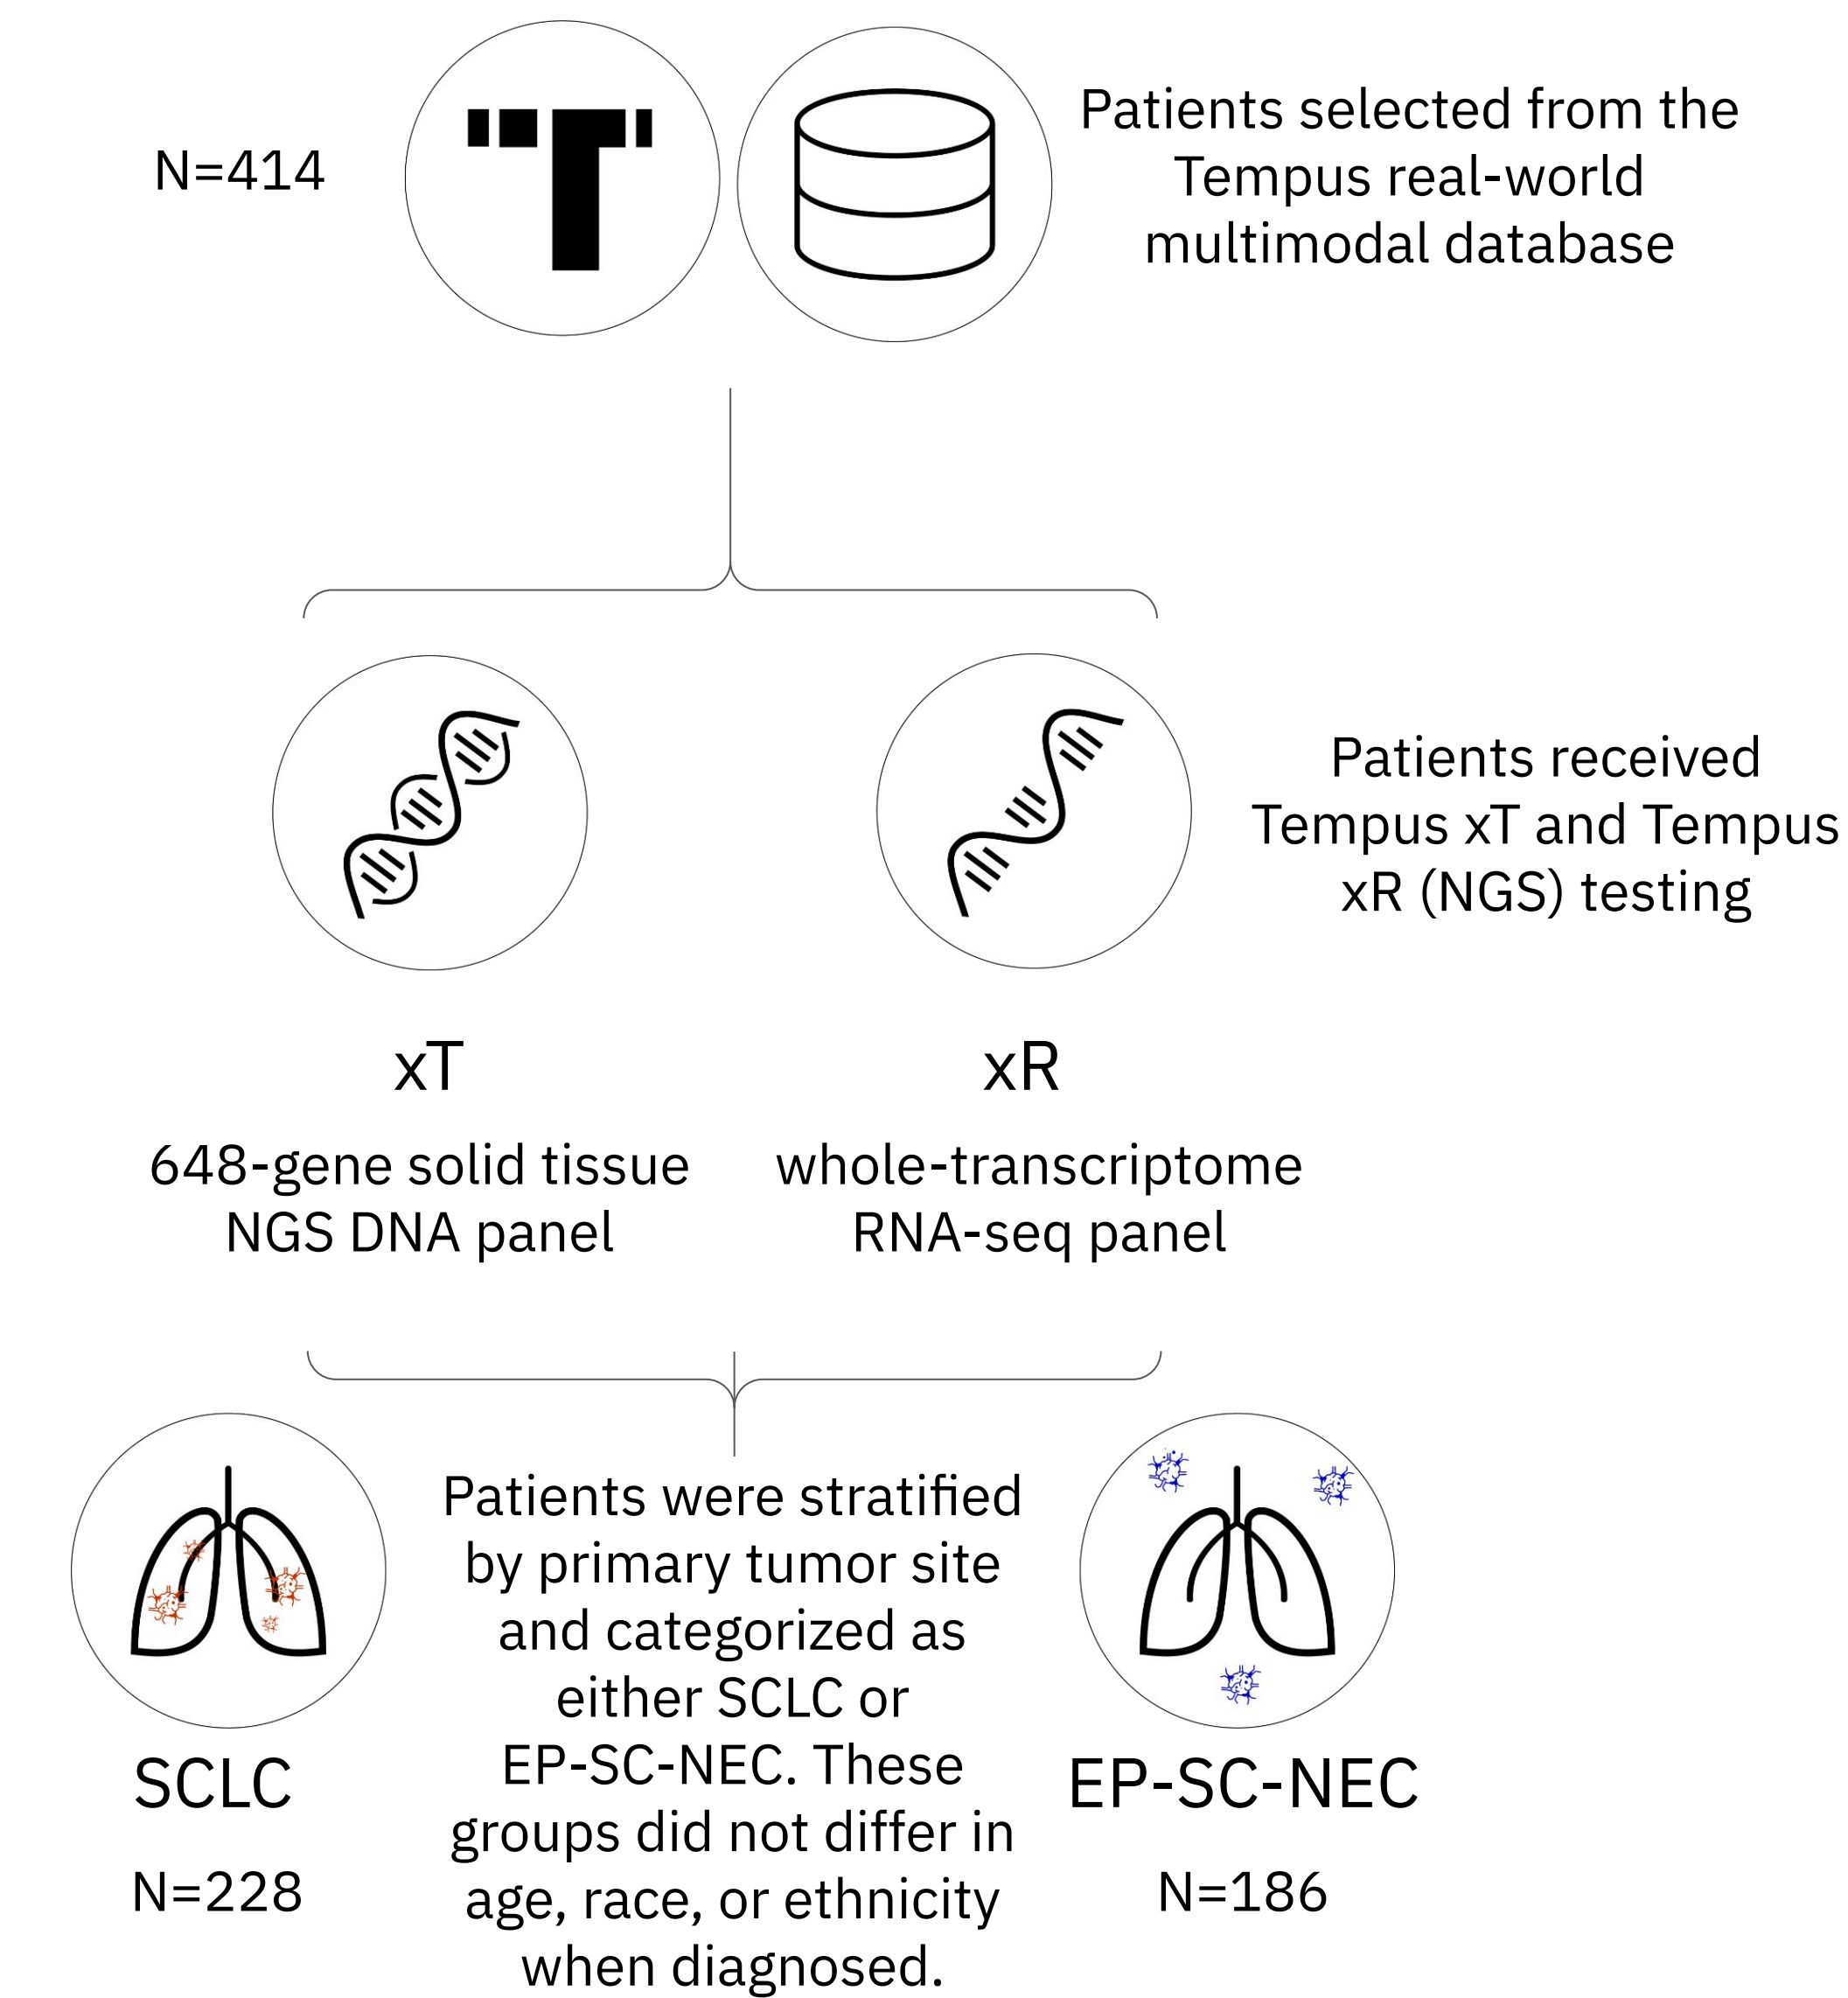 N=414
Patients selected from the
Tempus real-world
multimodal database
Patients received
Tempus xT and Tempus
xR (NGS) testing
xT
648-gene solid tissue
NGS DNA panel
xR
whole-transcriptome
RNA-seq panel
SCLC
N=228
Patients were stratified
by primary tumor site
and categorized as
either SCLC or
EP-SC-NEC. These
groups did not differ in
age, race, or ethnicity
when diagnosed.
EP-SC-NEC
N=186